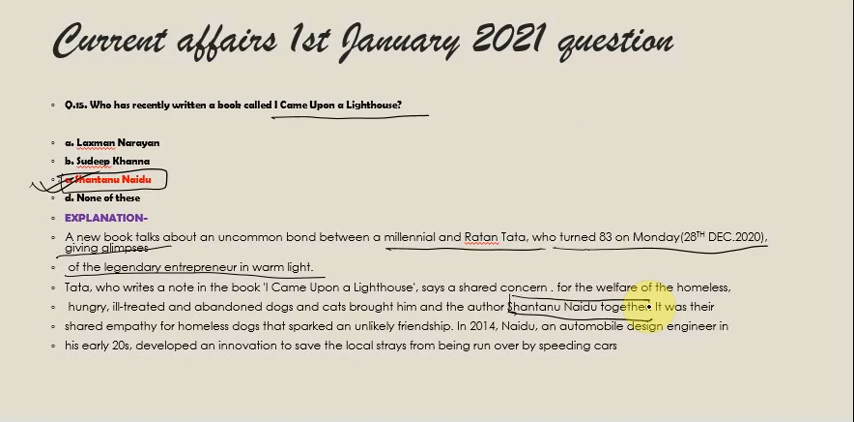 Current affairs 1st January 2021 question
Q.15. Who has recently written a book called I Came Upon a Lighthouse?
a. Laxman Narayan
b. Sudeep Khanna
c. Shantanu Naidu
d. None of these
EXPLANATION-
A new book talks about an uncommon bond between a millennial and Ratan Tata, who turned 83 on Monday(28TH DEC.2020),
giving glimpses
of the legendary entrepreneur in warm light.
Tata, who writes a note in the book 'I Came Upon a Lighthouse', says a shared concern . for the welfare of the homeless,
hungry, ill-treated and abandoned dogs and cats brought him and the author Shantanu Naidu together. It was their
shared empathy for homeless dogs that sparked an unlikely friendship. In 2014, Naidu, an automobile design engineer in
his early 20s, developed an innovation to save the local strays from being run over by speeding cars